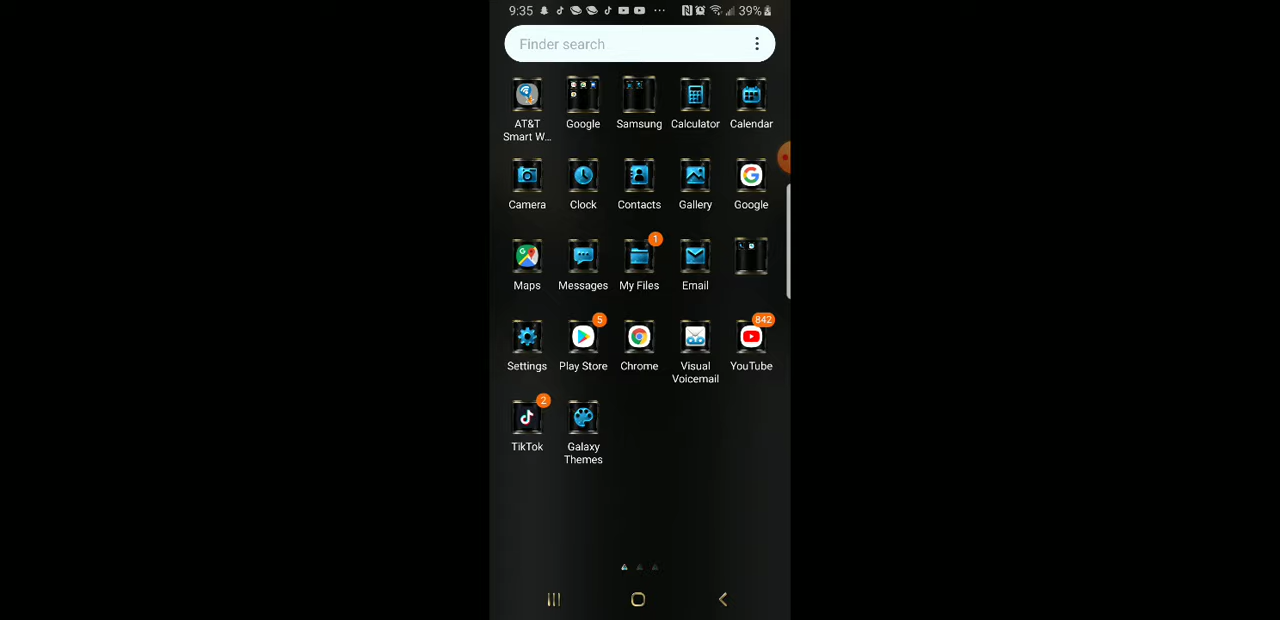 9:35 39%
Finder search
AT&T Google Samsung Calculator Calendar
Smart W...
Camera Clock Contacts Gallery Google
1
Maps Messages My Files Email
5 842
Settings Play Store Chrome Visual YouTube
Voicemail
2
TikTok Galaxy
Themes